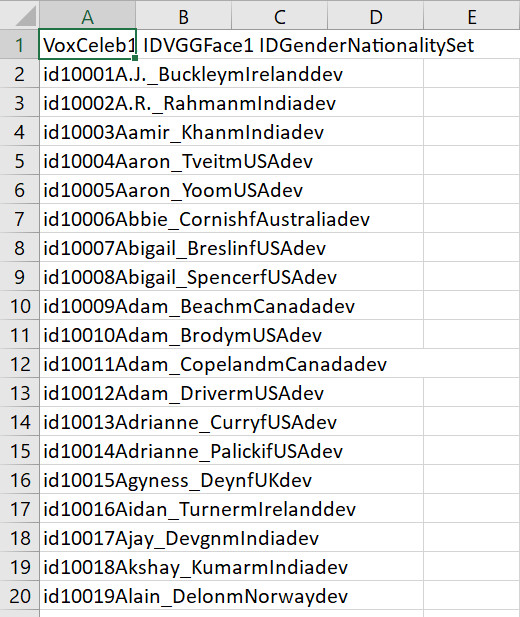 A B C D E
1 VoxCeleb1 IDVGGFace1 IDGenderNationalitySet
2 id10001A.J._BuckleymIrelanddev
3 id10002A.R._RahmanmIndiadev
4 id10003Aamir_KhanmIndiadev
5 id10004Aaron_TveitmUSAdev
6 id10005Aaron_YoomUSAdev
7 id10006Abbie_CornishfAustraliadev
8 id10007Abigail_BreslinfUSAdev
9 id10008Abigail_SpencerfUSAdev
10 id10009Adam_BeachmCanadadev
11 id10010Adam_BrodymUSAdev
12 id10011Adam_CopelandmCanadadev
13 id10012Adam_DrivermUSAdev
14 id10013Adrianne_CurryfUSAdev
15 id10014Adrianne_PalickifUSAdev
16 id10015Agyness_DeynfUKdev
17 id10016Aidan_TurnermIrelanddev
18 id10017Ajay_DevgnmIndiadev
19 id10018Akshay_KumarmIndiadev
20 id10019Alain_DelonmNorwaydev